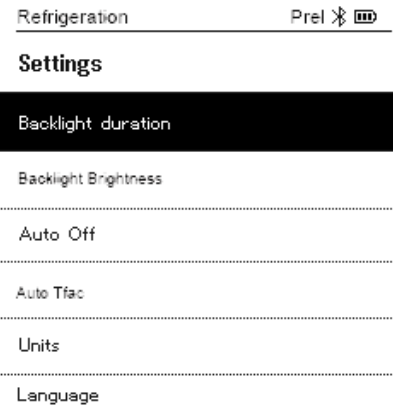 Refrigeration Prel
Settings
Backlight duration
Backlight Brightness
Auto Off
Auto Tfac
Units
Language